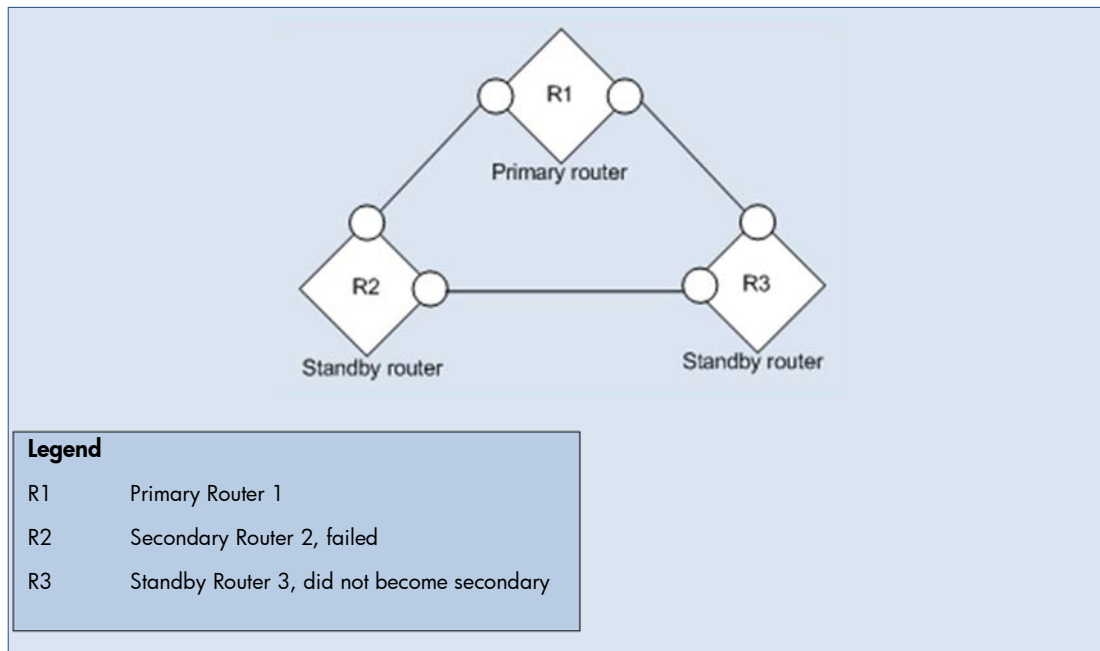 R1
Primary router
R2
R3
Standby router
Standby router
Legend
R1 Primary Router 1
R2 Secondary Router 2, failed
R3 Standby Router 3, did not become secondary